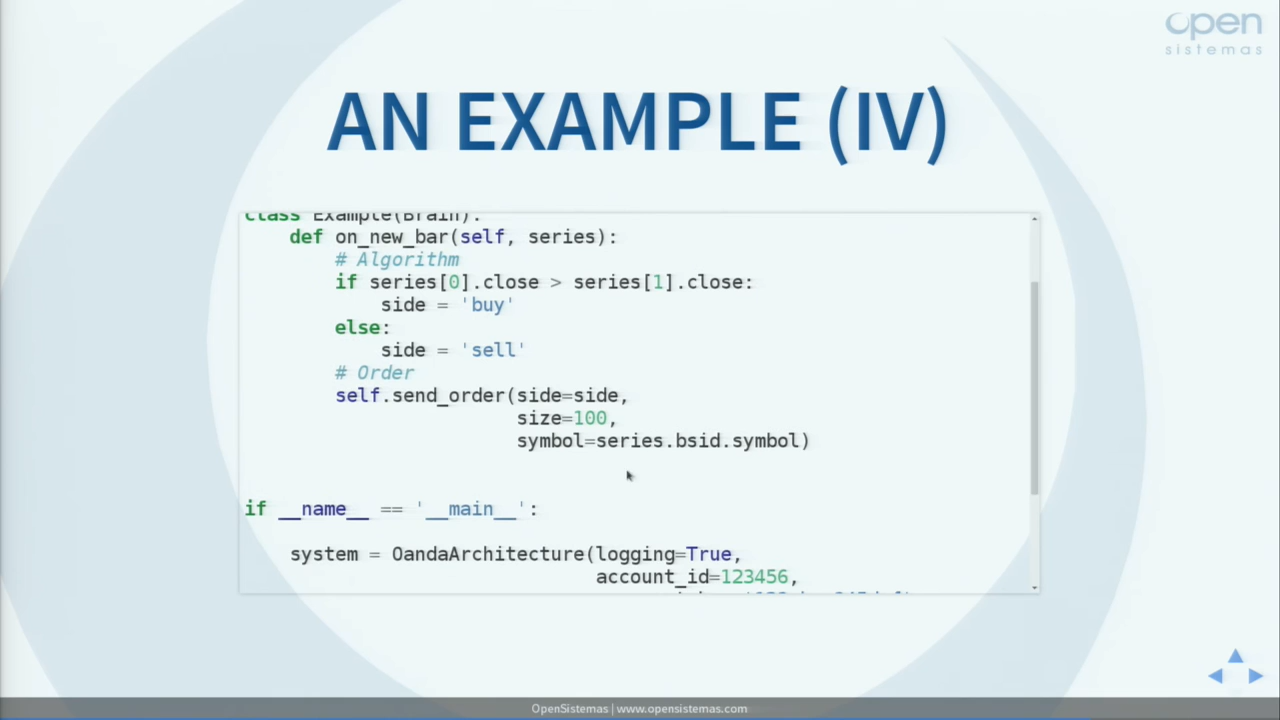 open
sistemas
AN EXAMPLE (IV)
class Example(Brain):
    def on_new_bar(self, series):
        # Algorithm
        if series[0].close > series[1].close:
            side = 'buy'
        else:
            side = 'sell'
        # Order
        self.send_order(side=side,
                        size=100,
                        symbol=series.bsid.symbol)
if __name__ == '__main__':
    system = OandaArchitecture(logging=True,
                               account_id=123456,
OpenSistemas | www.opensistemas.com